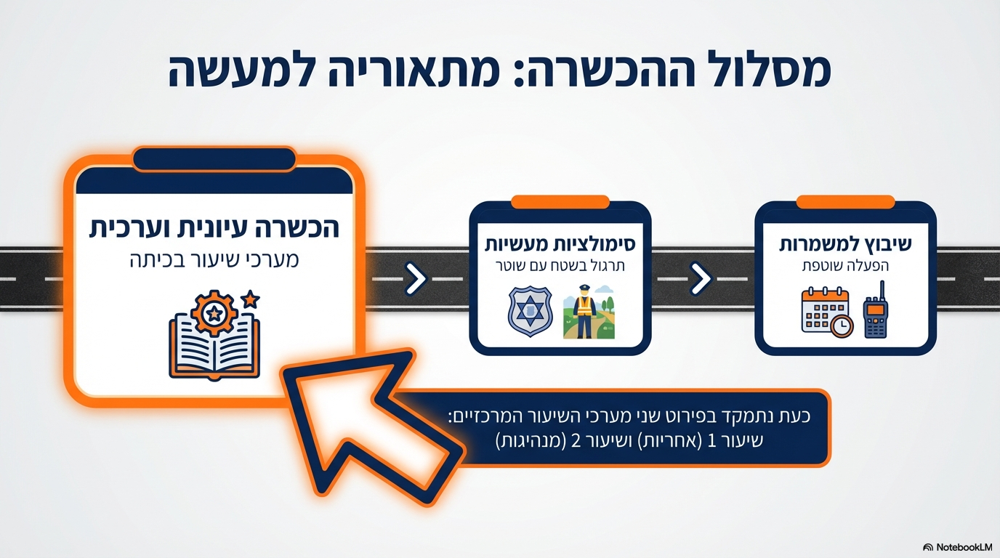 מסלול ההכשרה: מתאוריה למעשה
הכשרה עיונית וערכית
מערכי שיעור בכיתה
סימולציות מעשיות
תרגול בשטח עם שוטר
שיבוץ למשמרות
הפעלה שוטפת
כעת נתמקד בפירוט שני מערכי השיעור המרכזיים:
שיעור 1 (אחריות) ושיעור 2 (מנהיגות)
NotebookLM